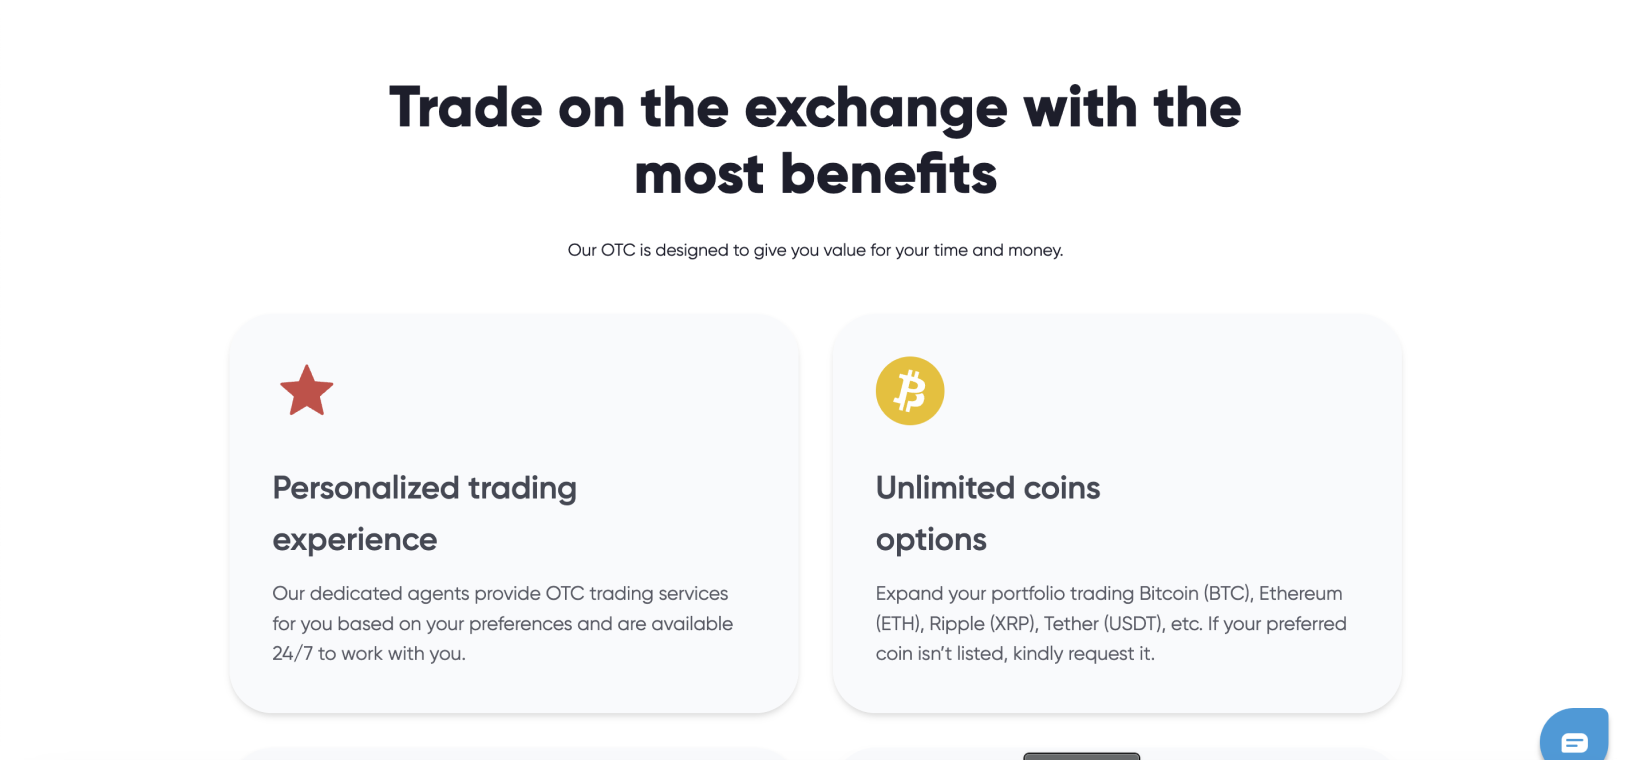 Trade on the exchange with the
most benefits
Our OTC is designed to give you value for your time and money.
Personalized trading
experience
Our dedicated agents provide OTC trading services
for you based on your preferences and are available
24/7 to work with you.
Unlimited coins
options
Expand your portfolio trading Bitcoin (BTC), Ethereum
(ETH), Ripple (XRP), Tether (USDT), etc. If your preferred
coin isn’t listed, kindly request it.